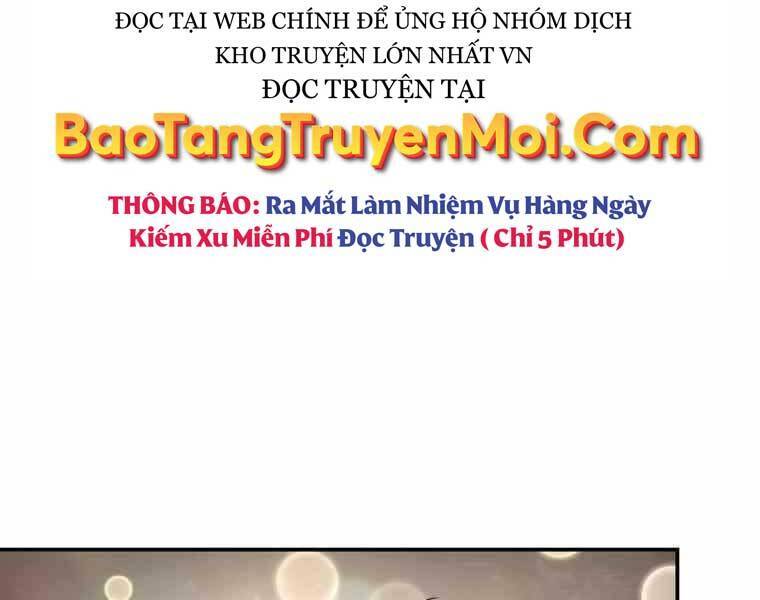 ĐỌC TẠI WEB CHÍNH ĐỂ ỦNG HỘ NHÓM DỊCH
KHO TRUYỆN LỚN NHẤT VN
ĐỌC TRUYỆN TẠI
BaoTangTruyenMoi.Com
THÔNG BÁO: Ra Mắt Làm Nhiệm Vụ Hàng Ngày
Kiếm Xu Miễn Phí Đọc Truyện ( Chỉ 5 Phút)